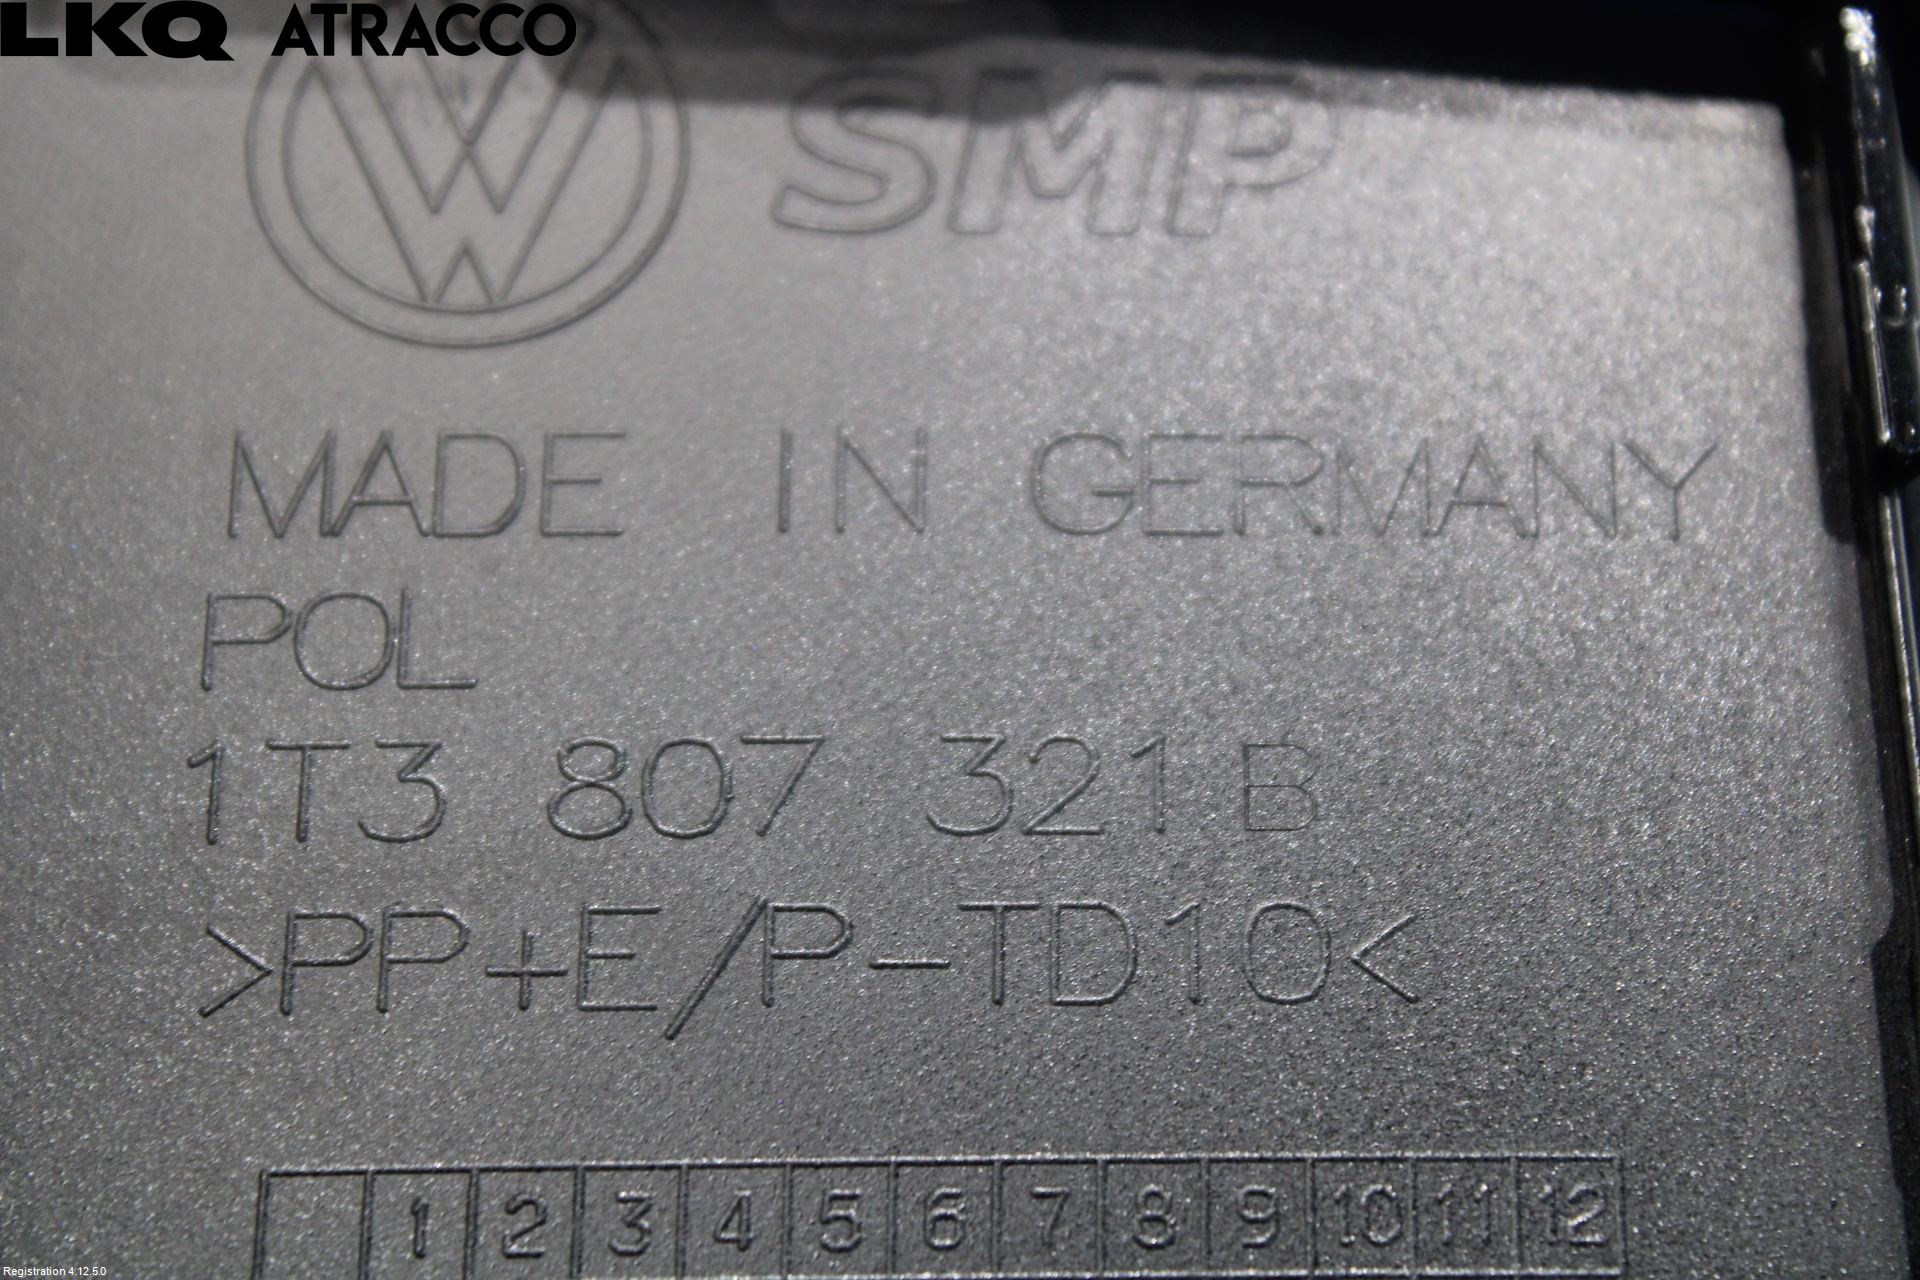 LKQ ATRACCO
SMP
MADE IN GERMANY
POL
1T3 807 321 B
>PP+E/P-TD10<
1 2 3 4 5 6 7 8 9 10 11 12
Registration 4.12.5.0